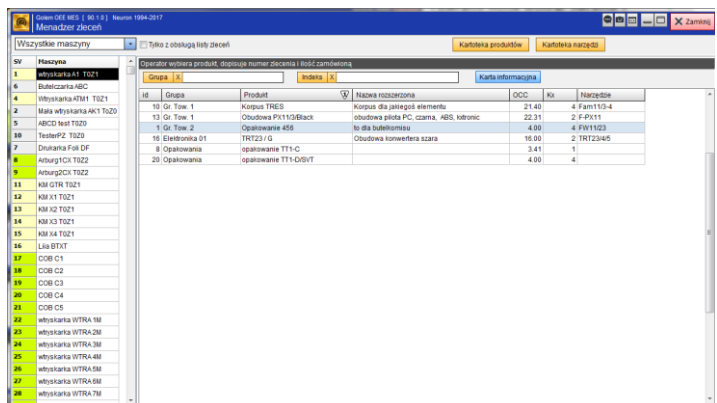 Golem OEE MES | 90.1.0 | Neuron 1994-2017
Menadzer zleceń
Zamknij
Wszystkie maszyny
Tylko z obsługą listy zleceń
Kartoteka produktów
Kartoteka narzędzi
SV Maszyna
1 wtryskarka A1 T0Z1
6 Butelczarka ABC
4 Wtryskarka ATM1 T0Z1
2 Mała wtryskarka AK1 ToZ0
5 ABCD test T0Z0
10 TesterPZ T0Z0
7 Drukarka Foli DF
8 Arburg1CX T0Z2
9 Arburg2CX T0Z2
11 KM GTR T0Z1
12 KM X1 T0Z1
13 KM X2 T0Z1
14 KM X3 T0Z1
15 KM X4 T0Z1
16 Lila BTXT
17 COB C1
18 COB C2
19 COB C3
20 COB C4
21 COB C5
22 wtryskarka WTRA 1M
23 wtryskarka WTRA 2M
24 wtryskarka WTRA 3M
25 wtryskarka WTRA 4M
26 wtryskarka WTRA 5M
27 wtryskarka WTRA 6M
28 wtryskarka WTRA 7M
Operator wybiera produkt, dopisuje numer zlecenia i ilość zamówioną
Grupa X Indeks X Karta informacyjna
id Grupa Produkt Nazwa rozszerzona OCC Kx Narzędzie
10 Gr. Tow. 1 Korpus TRES Korpus dla jakiegoś elementu 21.40 4 Fam11/3-4
13 Gr. Tow. 1 Obudowa PX11/3/Black obudowa pilota PC, czarna, ABS, lotronic 22.31 2 F-PX11
1 Gr. Tow. 2 Opakowanie 456 to dla butelkomisu 4.00 4 FW11/23
16 Elektronika 01 TRT23 / G Obudowa konwertera szara 16.00 2 TRT23/4/5
8 Opakowania opakowanie TT1-C 3.41 1
20 Opakowania opakowanie TT1-D/SVT 4.00 4